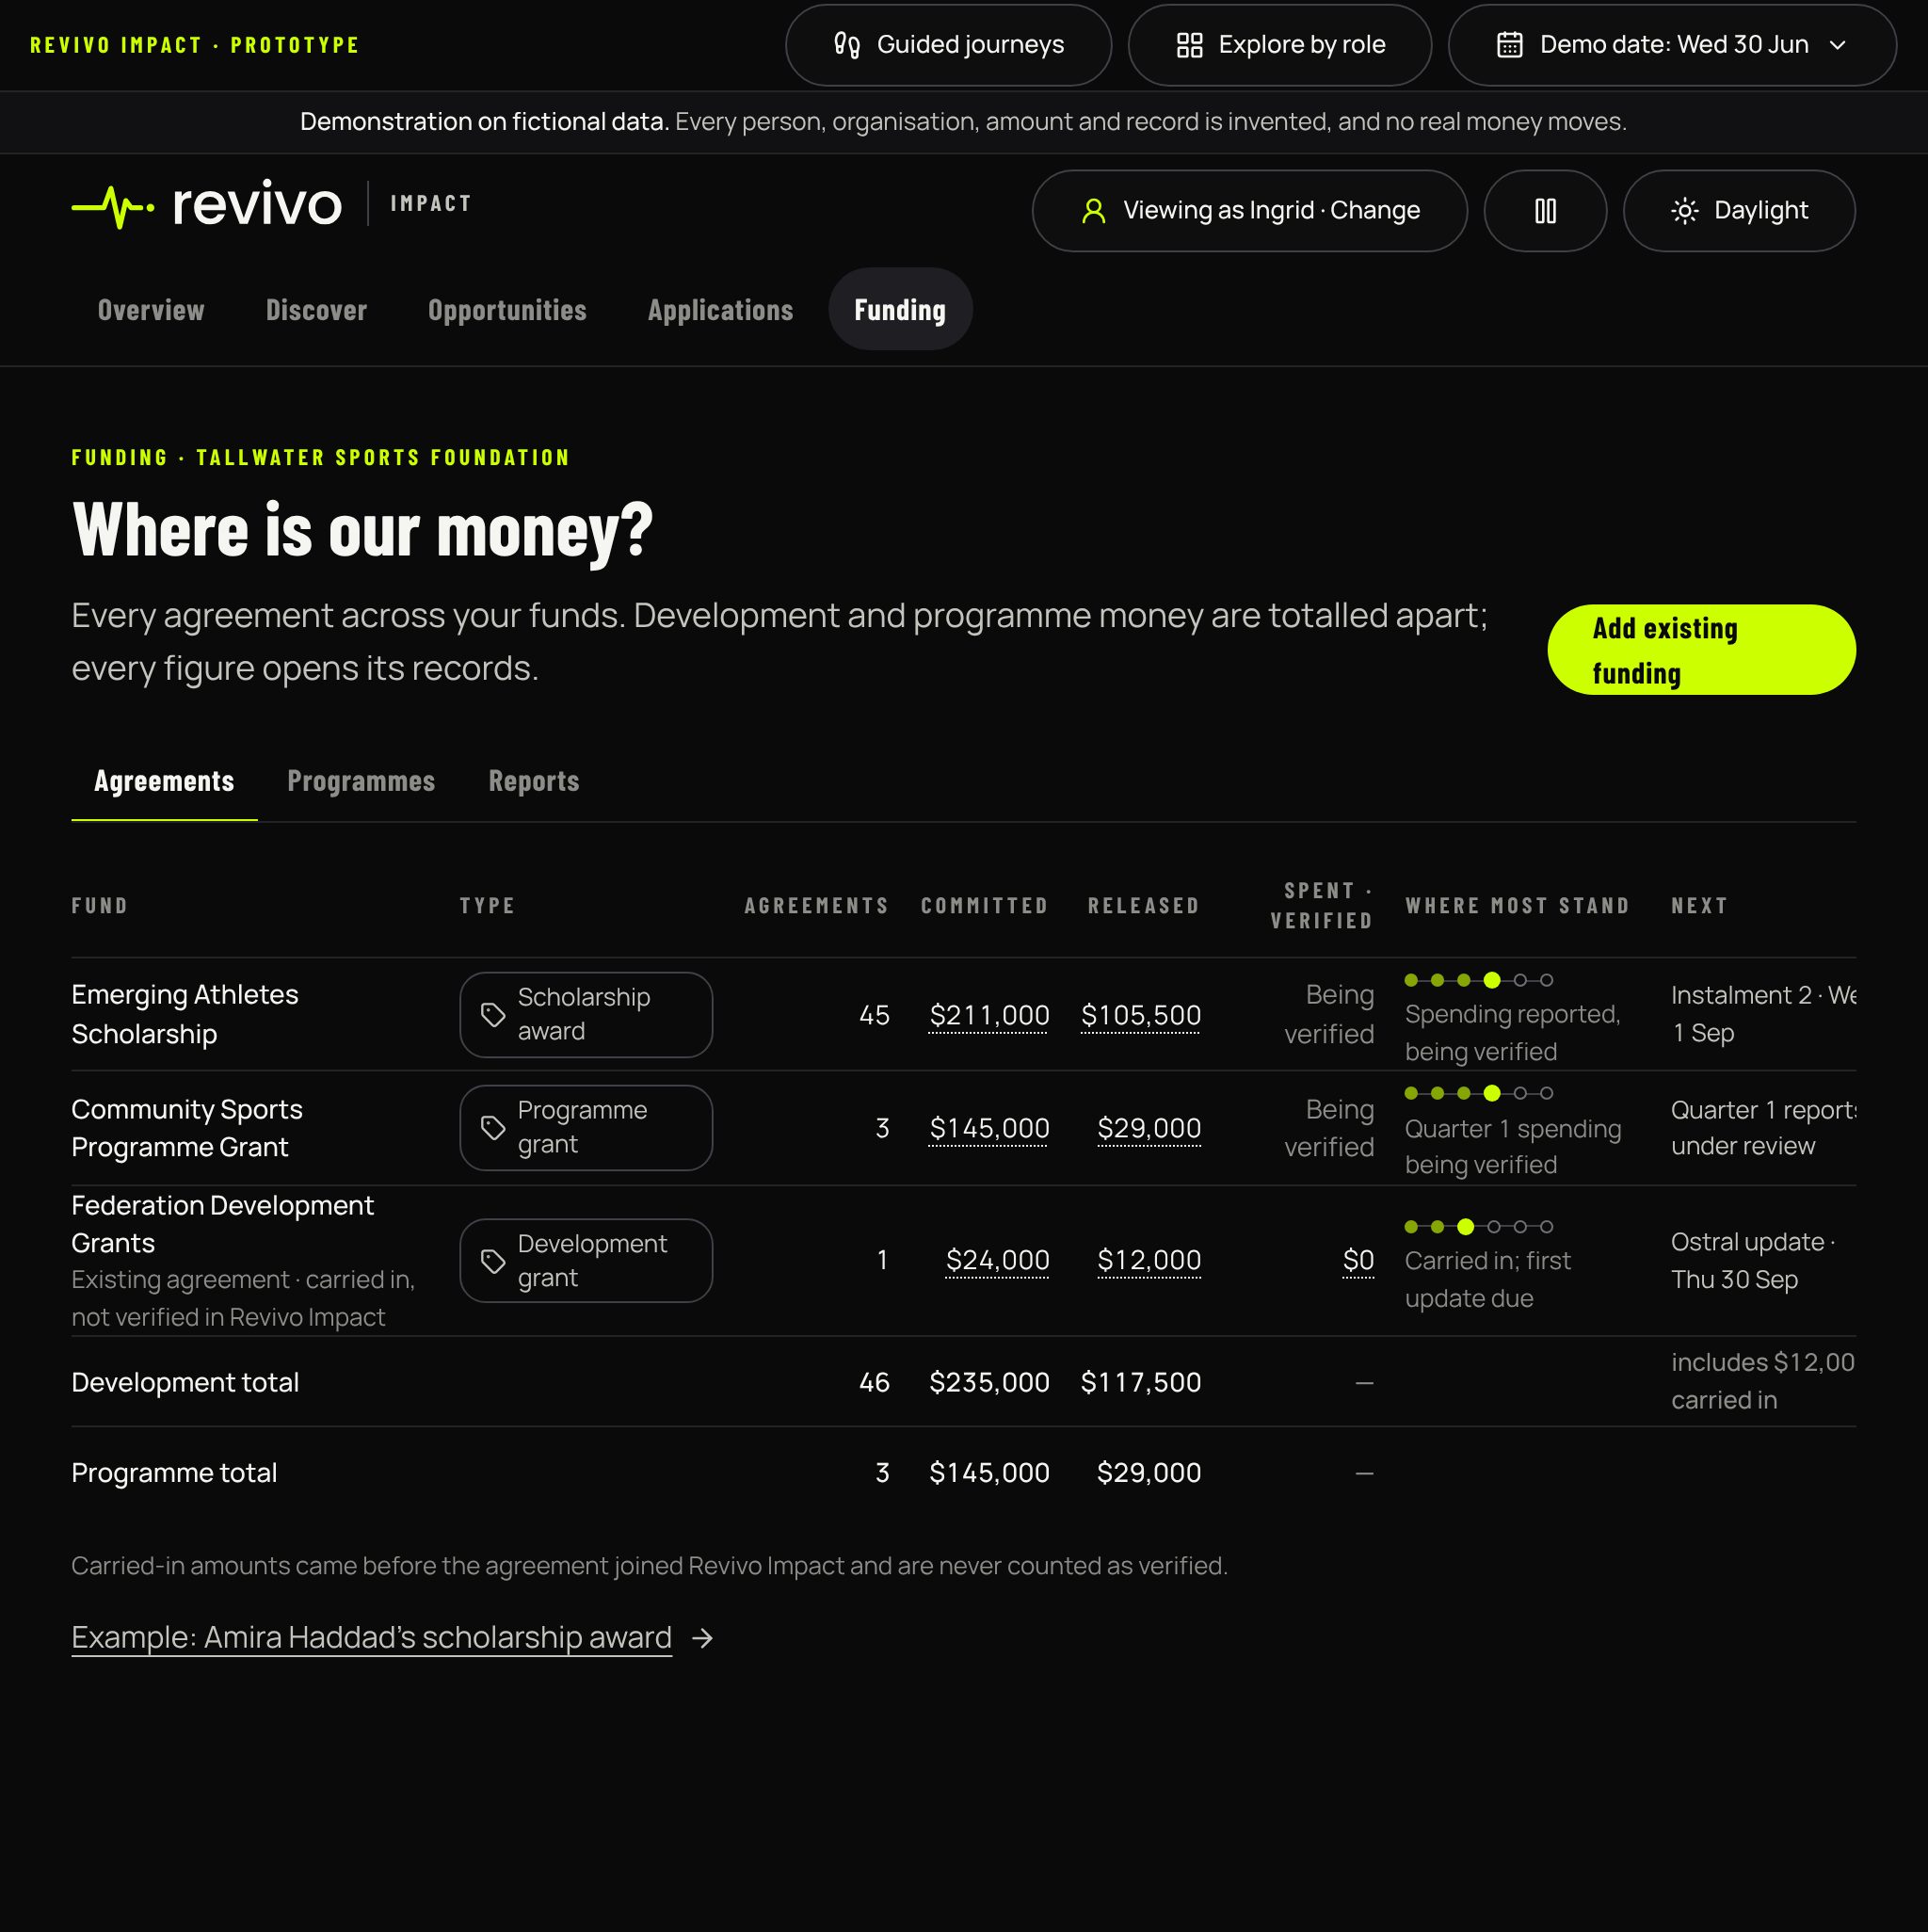 REVIVO IMPACT · PROTOTYPE
Guided journeys
Explore by role
Demo date: Wed 30 Jun
Demonstration on fictional data. Every person, organisation, amount and record is invented, and no real money moves.
revivo IMPACT
Viewing as Ingrid · Change
Daylight
Overview
Discover
Opportunities
Applications
Funding
FUNDING · TALLWATER SPORTS FOUNDATION
Where is our money?
Every agreement across your funds. Development and programme money are totalled apart;
every figure opens its records.
Add existing
funding
Agreements
Programmes
Reports
FUND TYPE AGREEMENTS COMMITTED RELEASED SPENT · VERIFIED WHERE MOST STAND NEXT
Emerging Athletes
Scholarship
Scholarship
award
45
$211,000
$105,500
Being
verified
Spending reported,
being verified
Instalment 2 · We
1 Sep
Community Sports
Programme Grant
Programme
grant
3
$145,000
$29,000
Being
verified
Quarter 1 spending
being verified
Quarter 1 reports
under review
Federation Development
Grants
Existing agreement · carried in,
not verified in Revivo Impact
Development
grant
1
$24,000
$12,000
$0
Carried in; first
update due
Ostral update ·
Thu 30 Sep
Development total
46
$235,000
$117,500
—
includes $12,00
carried in
Programme total
3
$145,000
$29,000
—
Carried-in amounts came before the agreement joined Revivo Impact and are never counted as verified.
Example: Amira Haddad's scholarship award →